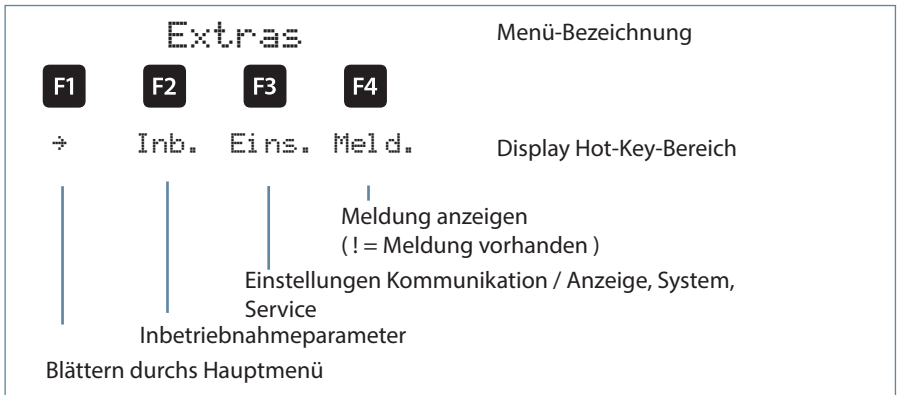 Extras Menü-Bezeichnung
F1 F2 F3 F4
→ Inb. Eins. Meld. Display Hot-Key-Bereich
Meldung anzeigen
( ! = Meldung vorhanden )
Einstellungen Kommunikation / Anzeige, System,
Service
Inbetriebnahmeparameter
Blättern durchs Hauptmenü